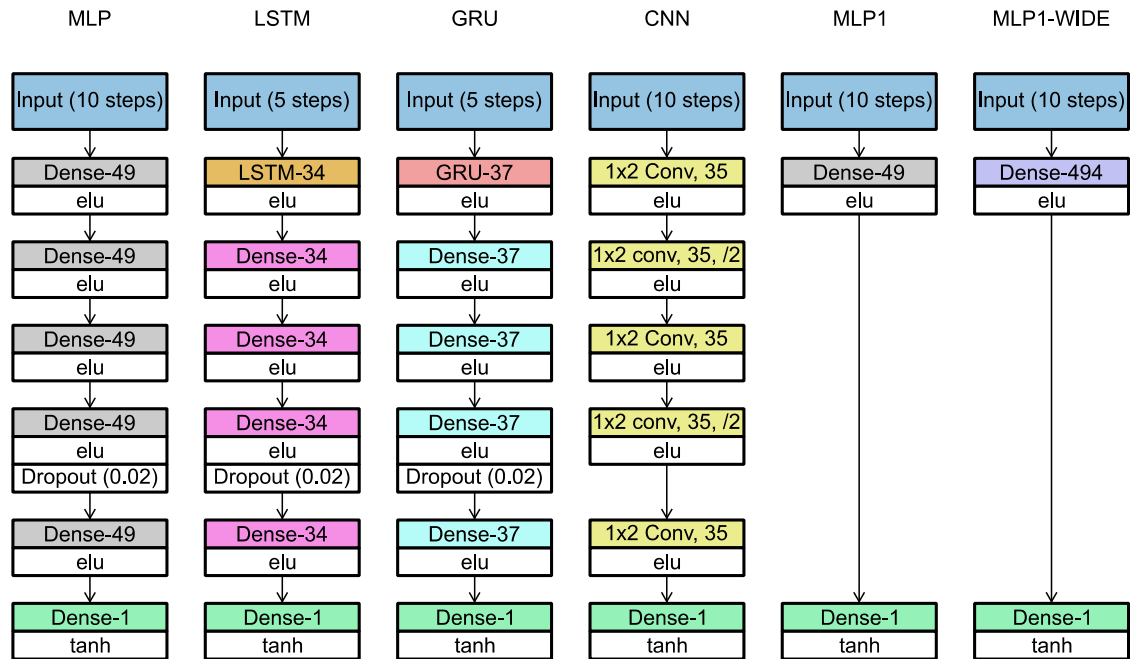 MLP
Input (10 steps)
Dense-49
elu
Dense-49
elu
Dense-49
elu
Dense-49
elu
Dropout (0.02)
Dense-49
elu
Dense-1
tanh
LSTM
Input (5 steps)
LSTM-34
elu
Dense-34
elu
Dense-34
elu
Dense-34
elu
Dropout (0.02)
Dense-34
elu
Dense-1
tanh
GRU
Input (5 steps)
GRU-37
elu
Dense-37
elu
Dense-37
elu
Dense-37
elu
Dropout (0.02)
Dense-37
elu
Dense-1
tanh
CNN
Input (10 steps)
1x2 Conv, 35
elu
1x2 conv, 35, /2
elu
1x2 Conv, 35
elu
1x2 conv, 35, /2
elu
1x2 Conv, 35
elu
Dense-1
tanh
MLP1
Input (10 steps)
Dense-49
elu
Dense-1
tanh
MLP1-WIDE
Input (10 steps)
Dense-494
elu
Dense-1
tanh